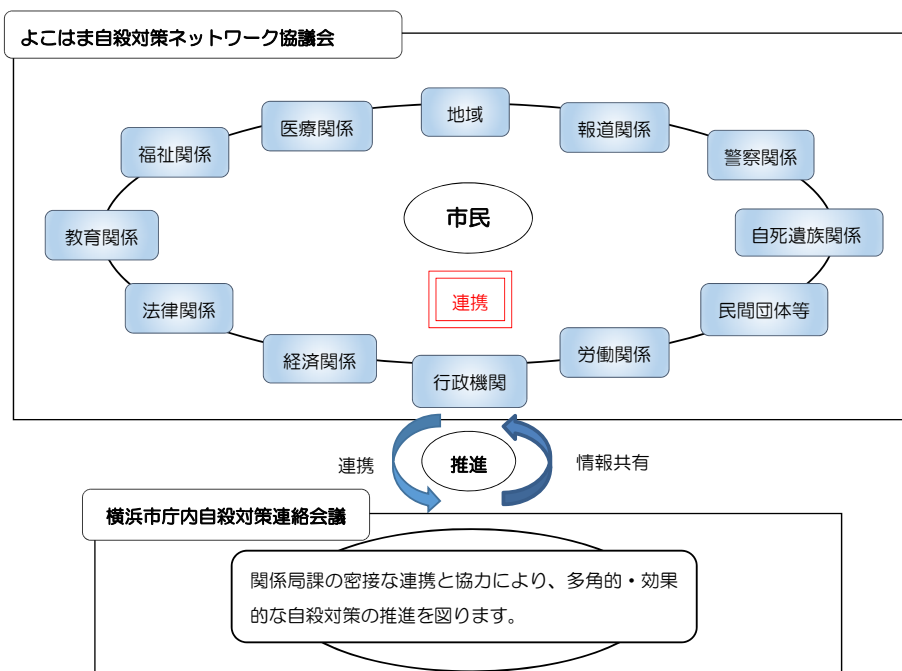 よこはま自殺対策ネットワーク協議会
地域
医療関係
報道関係
福祉関係
警察関係
市民
教育関係
自死遺族関係
連携
法律関係
民間団体等
経済関係
労働関係
行政機関
連携
推進
情報共有
横浜市庁内自殺対策連絡会議
関係局課の密接な連携と協力により、多角的・効果
的な自殺対策の推進を図ります。